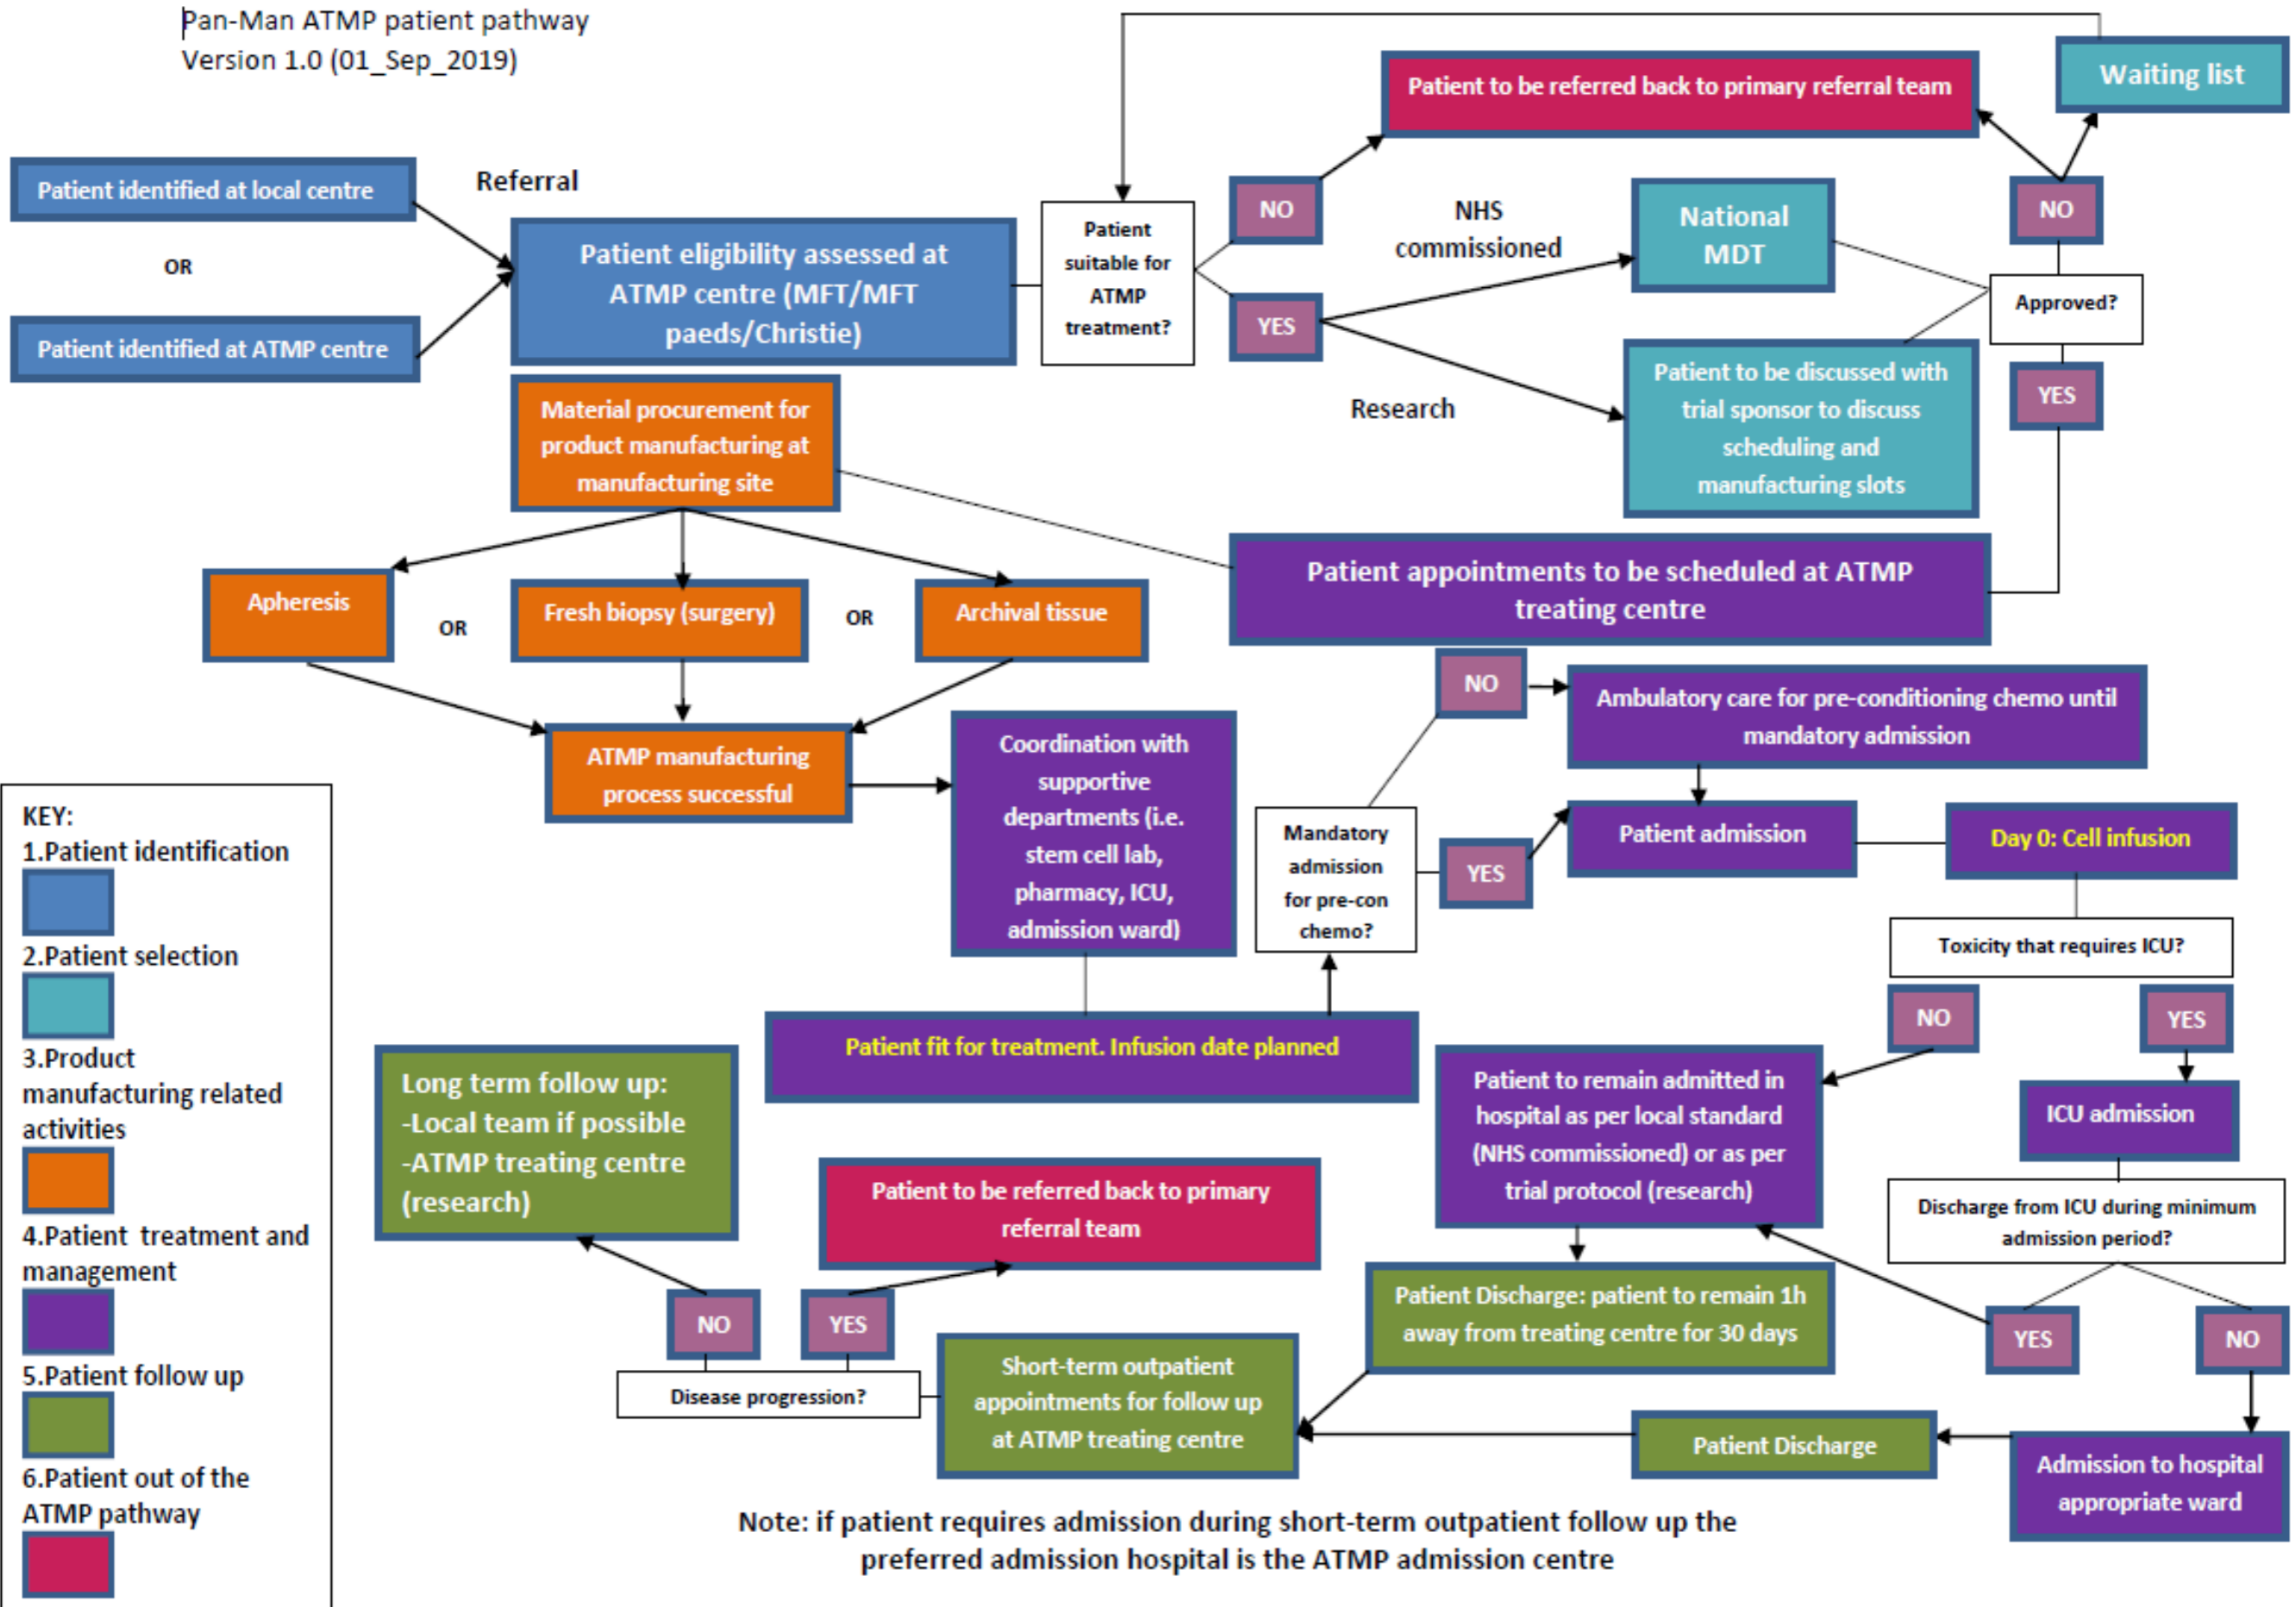 Pan-Man ATMP patient pathway
Version 1.0 (01_Sep_2019)
Waiting list
Patient to be referred back to primary referral team
Patient identified at local centre
OR
Patient identified at ATMP centre
Referral
Patient eligibility assessed at
ATMP centre (MFT/MFT
paeds/Christie)
Patient
suitable for
ATMP
treatment?
NO
YES
NHS
commissioned
Research
National
MDT
Patient to be discussed with
trial sponsor to discuss
scheduling and
manufacturing slots
NO
Approved?
YES
Patient appointments to be scheduled at ATMP
treating centre
Material procurement for
product manufacturing at
manufacturing site
Apheresis
OR
Fresh biopsy (surgery)
OR
Archival tissue
ATMP manufacturing
process successful
Coordination with
supportive
departments (i.e.
stem cell lab,
pharmacy, ICU,
admission ward)
Patient fit for treatment. Infusion date planned
Mandatory
admission
for pre-con
chemo?
NO
YES
Ambulatory care for pre-conditioning chemo until
mandatory admission
Patient admission
Day 0: Cell infusion
Toxicity that requires ICU?
NO
YES
ICU admission
Patient to remain admitted in
hospital as per local standard
(NHS commissioned) or as per
trial protocol (research)
Discharge from ICU during minimum
admission period?
YES
NO
Admission to hospital
appropriate ward
Patient Discharge
Patient Discharge: patient to remain 1h
away from treating centre for 30 days
Short-term outpatient
appointments for follow up
at ATMP treating centre
Disease progression?
NO
YES
Patient to be referred back to primary
referral team
Long term follow up:
-Local team if possible
-ATMP treating centre
(research)
KEY:
1.Patient identification
2.Patient selection
3.Product
manufacturing related
activities
4.Patient treatment and
management
5.Patient follow up
6.Patient out of the
ATMP pathway
Note: if patient requires admission during short-term outpatient follow up the
preferred admission hospital is the ATMP admission centre